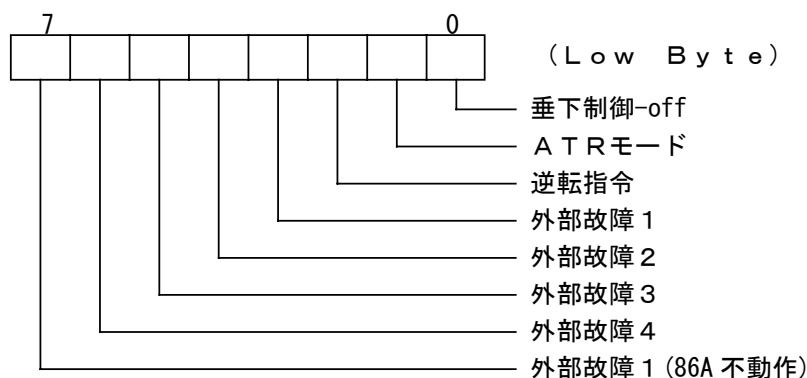 7 0
（Ｌｏｗ　Ｂｙｔｅ）
垂下制御-off
ＡＴＲモード
逆転指令
外部故障１
外部故障２
外部故障３
外部故障４
外部故障１(86A 不動作)